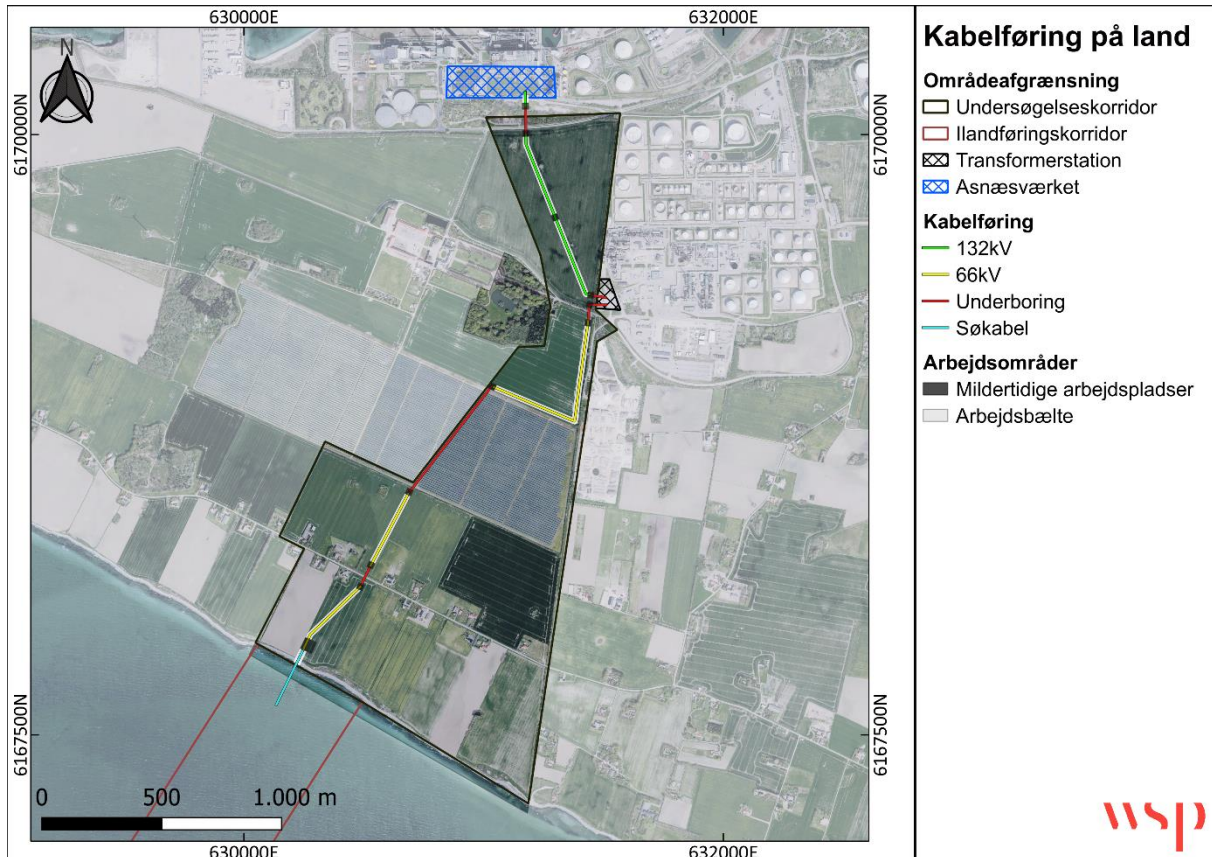 630000E
632000E
Kabelføring på land
N
Områdeafgrænsning
Undersøgelseskorridor
Ilandføringskorridor
Transformerstation
Asnæsværket
Kabelføring
132kV
66kV
Underboring
Søkabel
Arbejdsområder
Mildertidige arbejdspladser
Arbejdsbælte
6170000N
6170000N
6167500N
6167500N
0 500 1.000 m
630000E
632000E
wsp